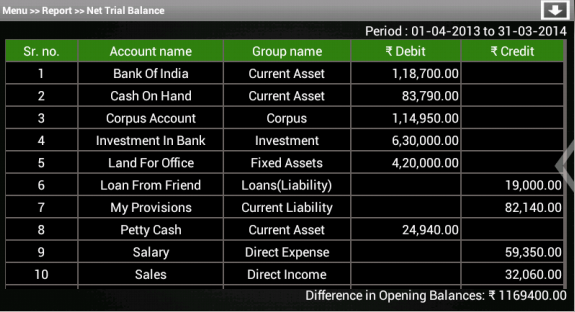 Menu >> Report >> Net Trial Balance
Period : 01-04-2013 to 31-03-2014
Sr. no. Account name Group name ₹ Debit ₹ Credit
1 Bank Of India Current Asset 1,18,700.00
2 Cash On Hand Current Asset 83,790.00
3 Corpus Account Corpus 1,14,950.00
4 Investment In Bank Investment 6,30,000.00
5 Land For Office Fixed Assets 4,20,000.00
6 Loan From Friend Loans(Liability) 19,000.00
7 My Provisions Current Liability 82,140.00
8 Petty Cash Current Asset 24,940.00
9 Salary Direct Expense 59,350.00
10 Sales Direct Income 32,060.00
Difference in Opening Balances: ₹ 1169400.00